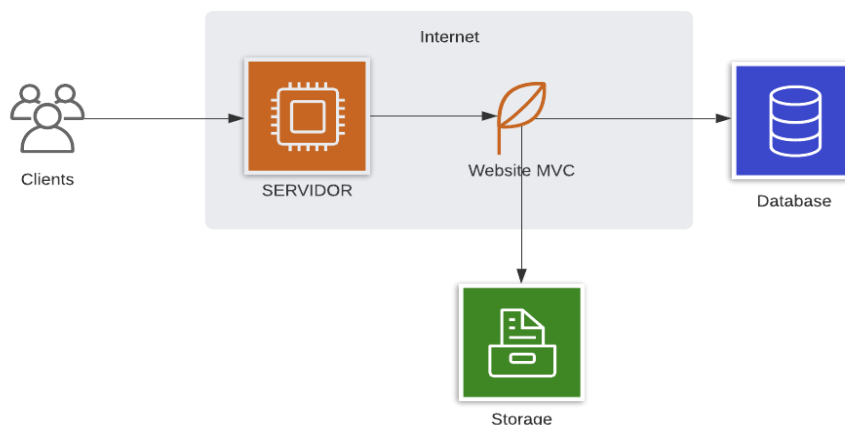 Internet
Clients
SERVIDOR
Website MVC
Database
Storage